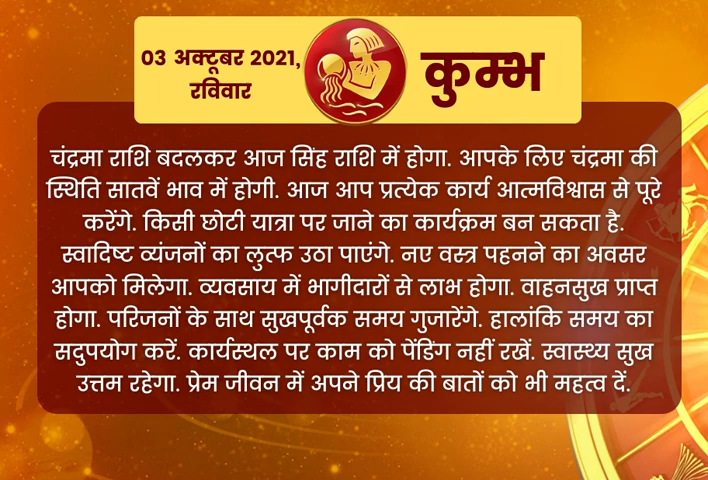 03 अक्टूबर 2021,
रविवार
कुम्भ
चंद्रमा राशि बदलकर आज सिंह राशि में होगा. आपके लिए चंद्रमा की
स्थिति सातवें भाव में होगी. आज आप प्रत्येक कार्य आत्मविश्वास से पूरे
करेंगे. किसी छोटी यात्रा पर जाने का कार्यक्रम बन सकता है.
स्वादिष्ट व्यंजनों का लुत्फ उठा पाएंगे. नए वस्त्र पहनने का अवसर
आपको मिलेगा. व्यवसाय में भागीदारों से लाभ होगा. वाहनसुख प्राप्त
होगा. परिजनों के साथ सुखपूर्वक समय गुजारेंगे. हालांकि समय का
सदुपयोग करें. कार्यस्थल पर काम को पेंडिंग नहीं रखें. स्वास्थ्य सुख
उत्तम रहेगा. प्रेम जीवन में अपने प्रिय की बातों को भी महत्व दें.